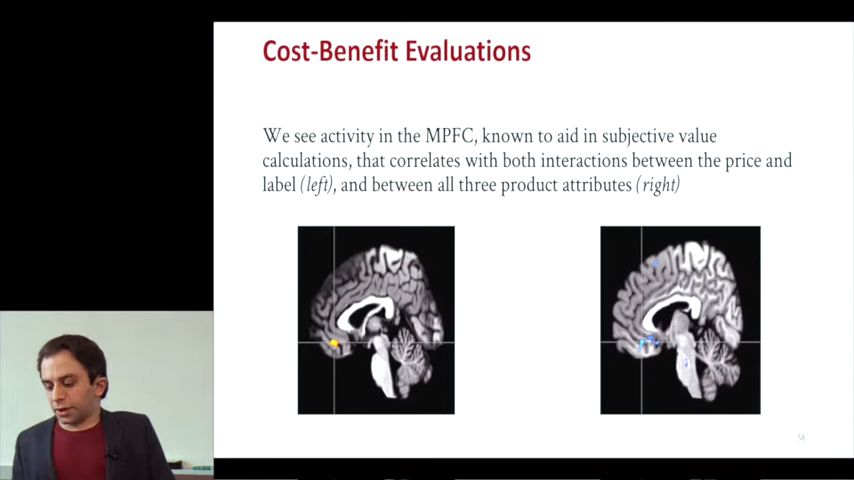 Cost-Benefit Evaluations
We see activity in the MPFC, known to aid in subjective value
calculations, that correlates with both interactions between the price and
label (left), and between all three product attributes (right)